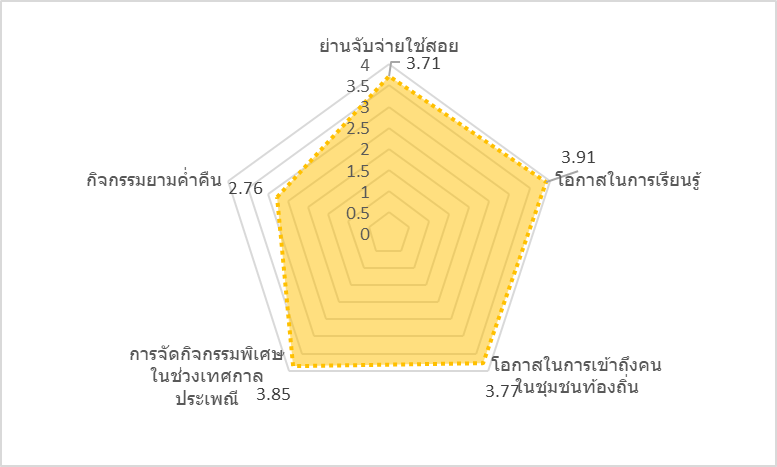 ย่านจับจ่ายใช้สอย
3.71
4
3.5
3
2.5
2
1.5
1
0.5
0
3.91
โอกาสในการเรียนรู้
กิจกรรมยามค่ำคืน
2.76
การจัดกิจกรรมพิเศษ
ในช่วงเทศกาล
ประเพณี
3.85
โอกาสในการเข้าถึงคน
ในชุมชนท้องถิ่น
3.77